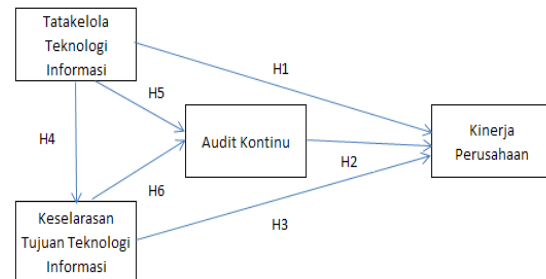 Tatakelola
Teknologi
Informasi
H1
H5
Audit Kontinu
Kinerja
Perusahaan
H4
H2
H6
H3
Keselarasan
Tujuan Teknologi
Informasi